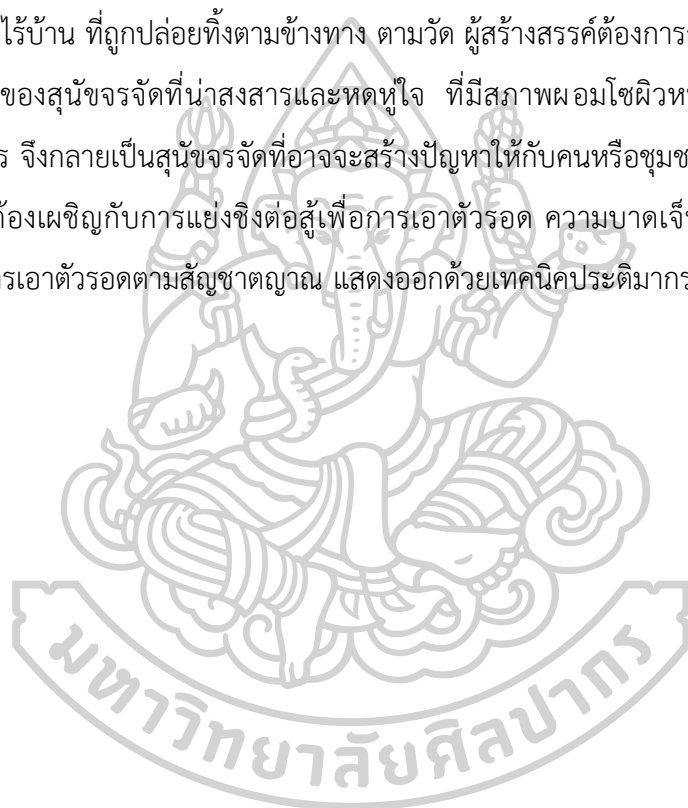 ไร้บ้าน ที่ถูกปล่อยทิ้งตามข้างทาง ตามวัด ผู้สร้างสรรค์ต้องการ
ของสุนัขจรจัดที่น่าสงสารและหดหู่ใจ ที่มีสภาพผอมโซผิวห
ร จึงกลายเป็นสุนัขจรจัดที่อาจจะสร้างปัญหาให้กับคนหรือชุมช
้องเผชิญกับการแย่งชิงต่อสู้เพื่อการเอาตัวรอด ความบาดเจ็
ารเอาตัวรอดตามสัญชาตญาณ แสดงออกด้วยเทคนิคประติมากร
มหาวิทยาลัยศิลปากร